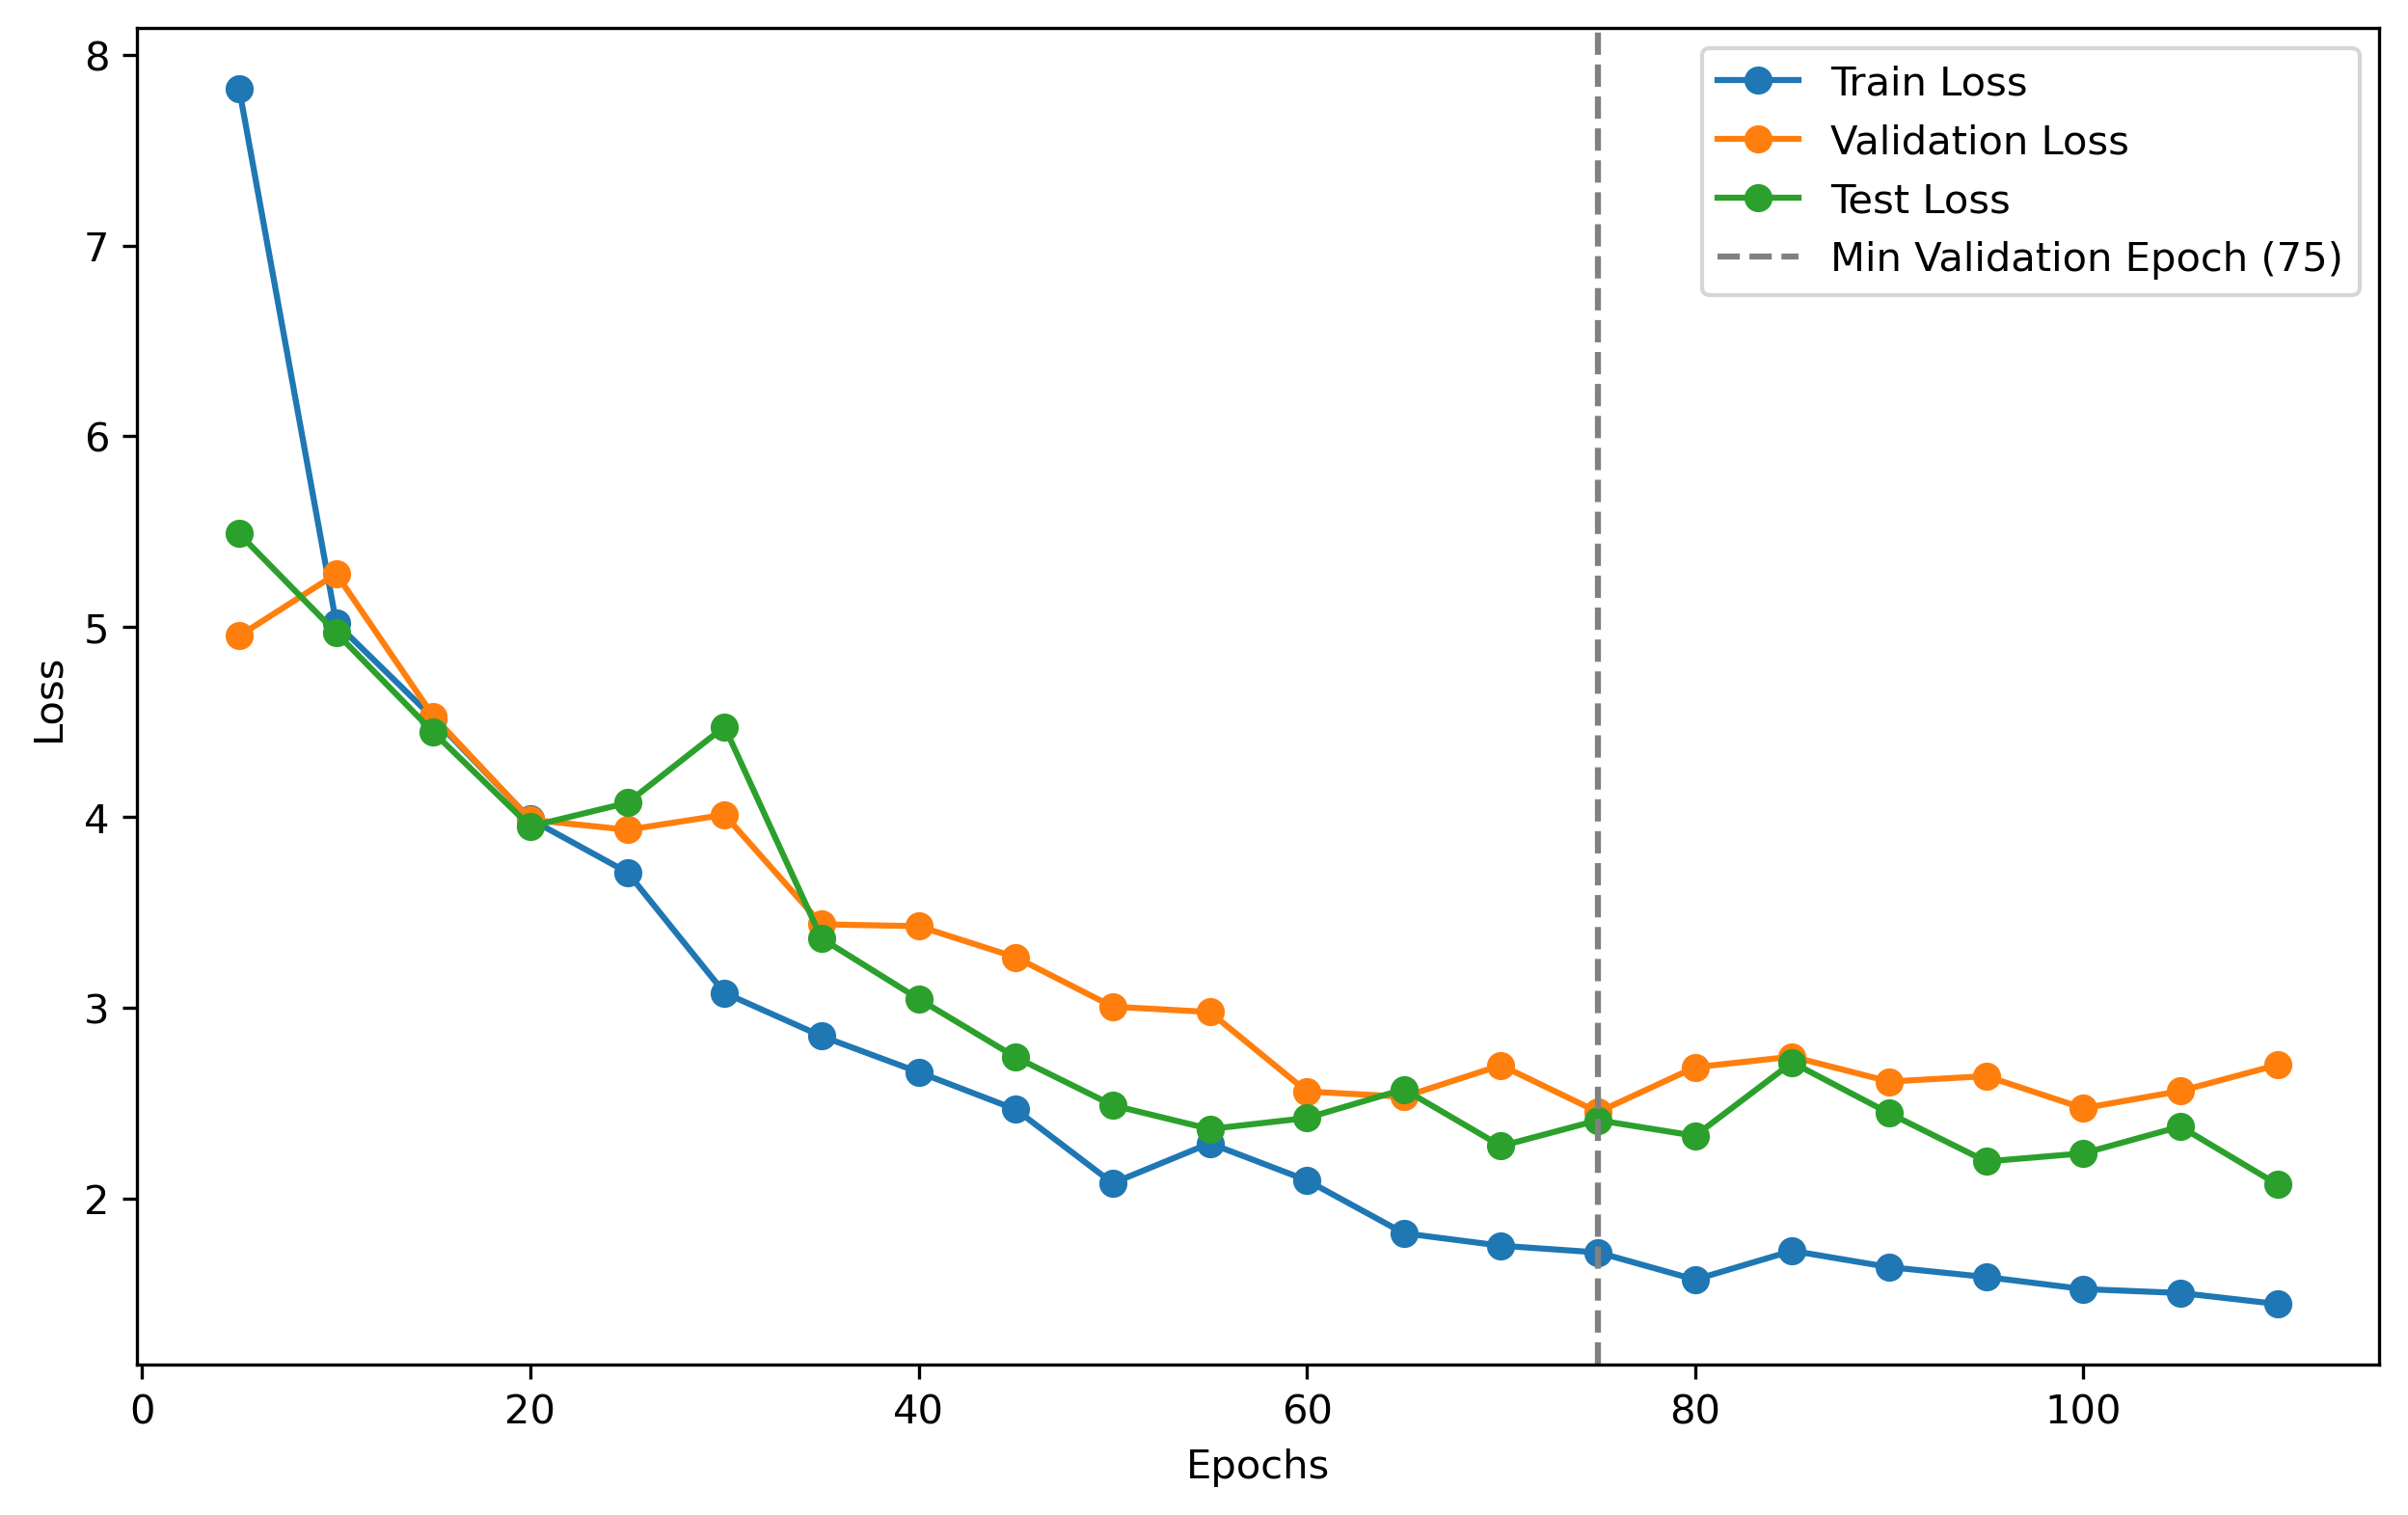 8
7
6
5
4
3
2
Loss
Train Loss
Validation Loss
Test Loss
Min Validation Epoch (75)
0 20 40 60 80 100
Epochs